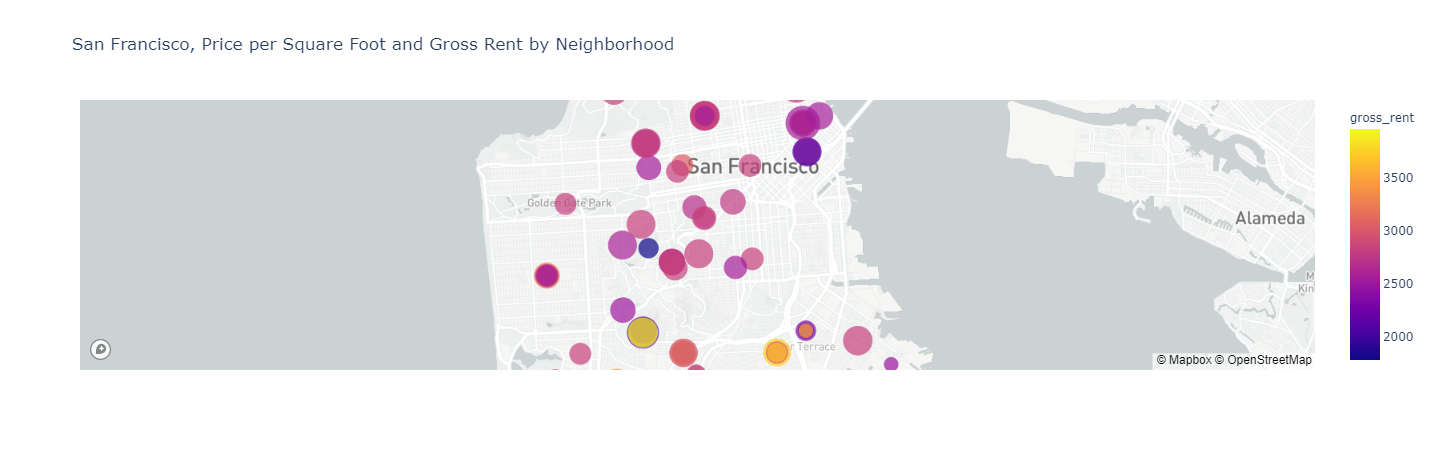 San Francisco, Price per Square Foot and Gross Rent by Neighborhood
gross_rent
San Francisco
3500
Golden Gate Park
Alameda
3000
2500
2000
Terrace
© Mapbox © OpenStreetMap